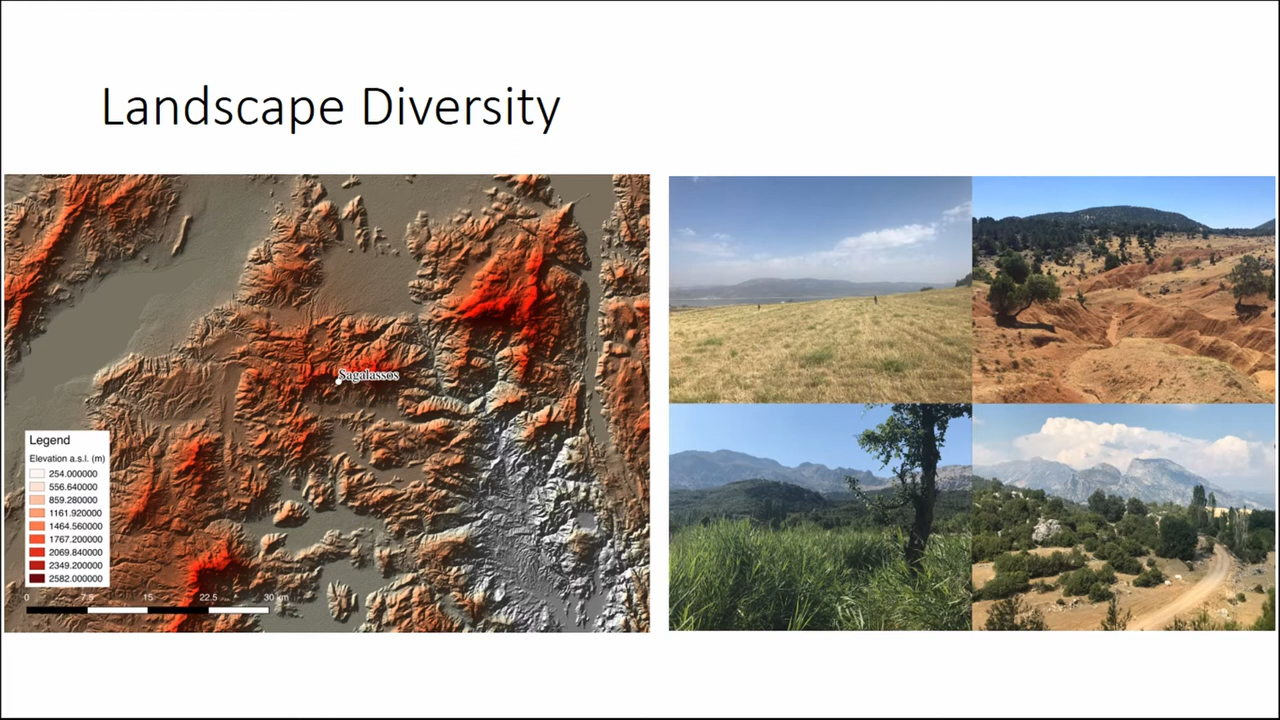 Landscape Diversity
Sagalassos
Legend
Elevation a.s.l. (m)
254.000000
556.640000
859.280000
1161.920000
1464.560000
1767.200000
2069.840000
2349.200000
2582.000000
0 7.5 15 22.5 30 km